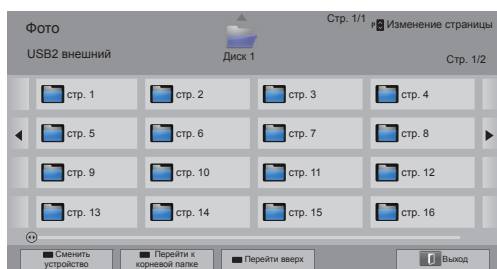 Фото
Стр. 1/1
P Изменение страницы
USB2 внешний
Диск 1
Стр. 1/2
стр. 1
стр. 2
стр. 3
стр. 4
стр. 5
стр. 6
стр. 7
стр. 8
стр. 9
стр. 10
стр. 11
стр. 12
стр. 13
стр. 14
стр. 15
стр. 16
Сменить
устройство
Перейти к
корневой папке
Перейти вверх
Выход